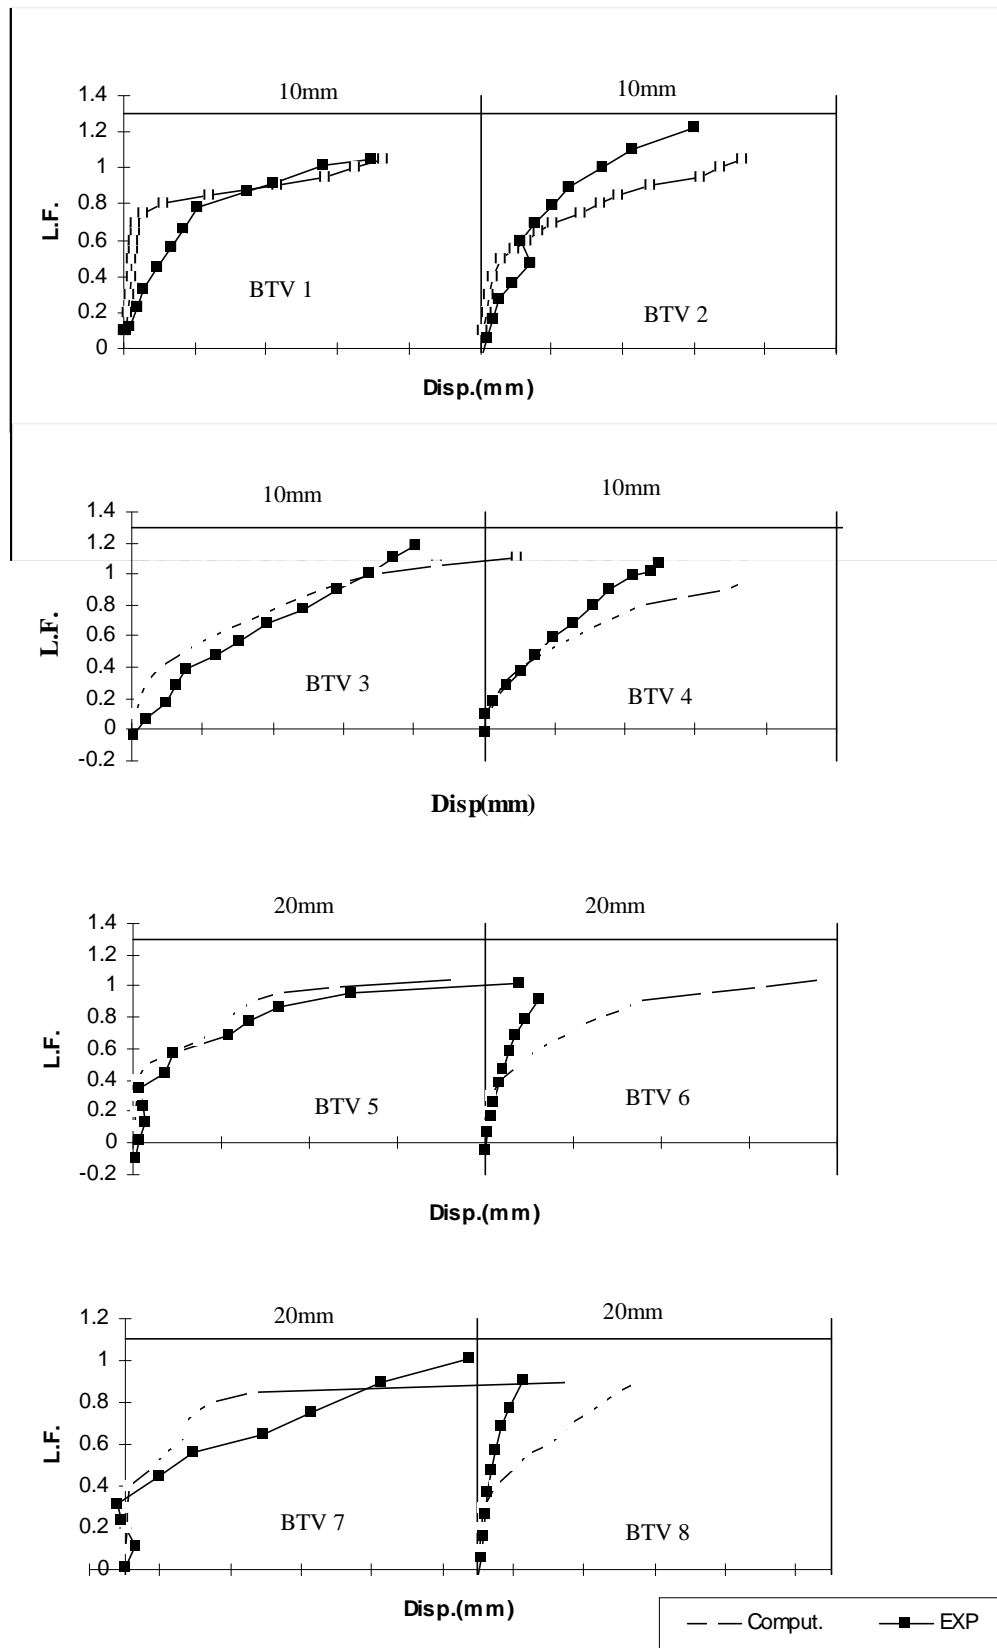 10mm 10mm
1.4
1.2
1
0.8
0.6
0.4
0.2
0
L.F.
BTV 1
BTV 2
Disp.(mm)
10mm 10mm
1.4
1.2
1
0.8
0.6
0.4
0.2
0
-0.2
L.F.
BTV 3
BTV 4
Disp(mm)
20mm 20mm
1.4
1.2
1
0.8
0.6
0.4
0.2
0
-0.2
L.F.
BTV 5
BTV 6
Disp.(mm)
20mm 20mm
1.2
1
0.8
0.6
0.4
0.2
0
L.F.
BTV 7
BTV 8
Disp.(mm)
Comput. EXP